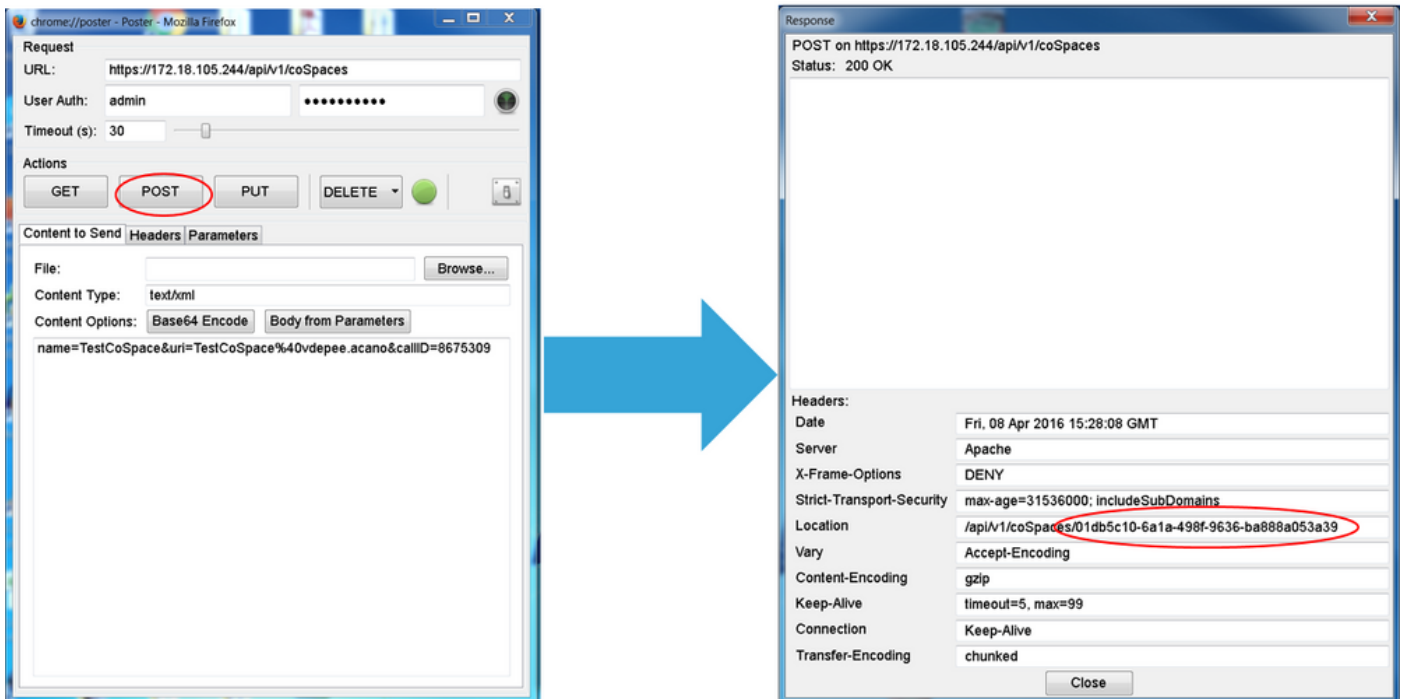 chrome://poster - Poster - Mozilla Firefox
Request
URL: https://172.18.105.244/api/v1/coSpaces
User Auth: admin ••••••••••
Timeout (s): 30
Actions
GET POST PUT DELETE
Content to Send Headers Parameters
File: Browse...
Content Type: text/xml
Content Options: Base64 Encode Body from Parameters
name=TestCoSpace&uri=TestCoSpace%40vdepee.acano&callID=8675309
Response
POST on https://172.18.105.244/api/v1/coSpaces
Status: 200 OK
Headers:
Date Fri, 08 Apr 2016 15:28:08 GMT
Server Apache
X-Frame-Options DENY
Strict-Transport-Security max-age=31536000; includeSubDomains
Location /api/v1/coSpaces/01db5c10-6a1a-498f-9636-ba888a053a39
Vary Accept-Encoding
Content-Encoding gzip
Keep-Alive timeout=5, max=99
Connection Keep-Alive
Transfer-Encoding chunked
Close